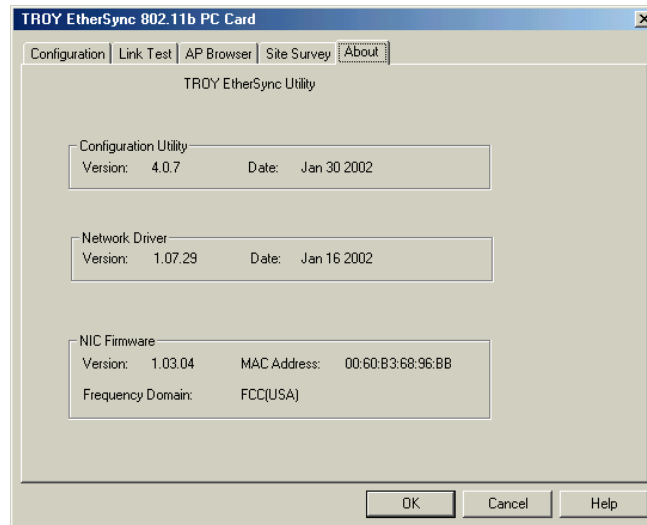 TROY EtherSync 802.11b PC Card
Configuration Link Test AP Browser Site Survey About
TROY EtherSync Utility
Configuration Utility
Version: 4.0.7 Date: Jan 30 2002
Network Driver
Version: 1.07.29 Date: Jan 16 2002
NIC Firmware
Version: 1.03.04 MAC Address: 00:60:B3:68:96:BB
Frequency Domain: FCC(USA)
OK Cancel Help